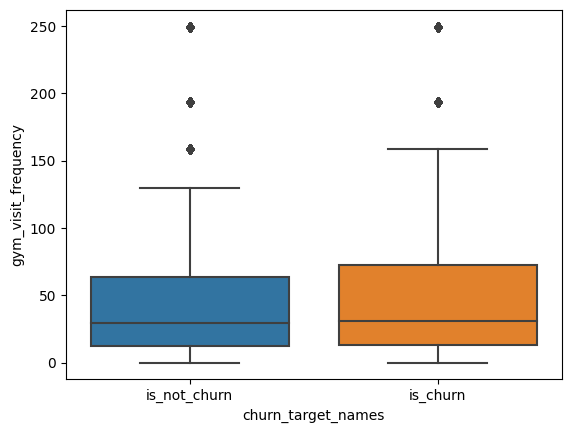 250
200
150
100
50
0
gym_visit_frequency
is_not_churn
is_churn
churn_target_names